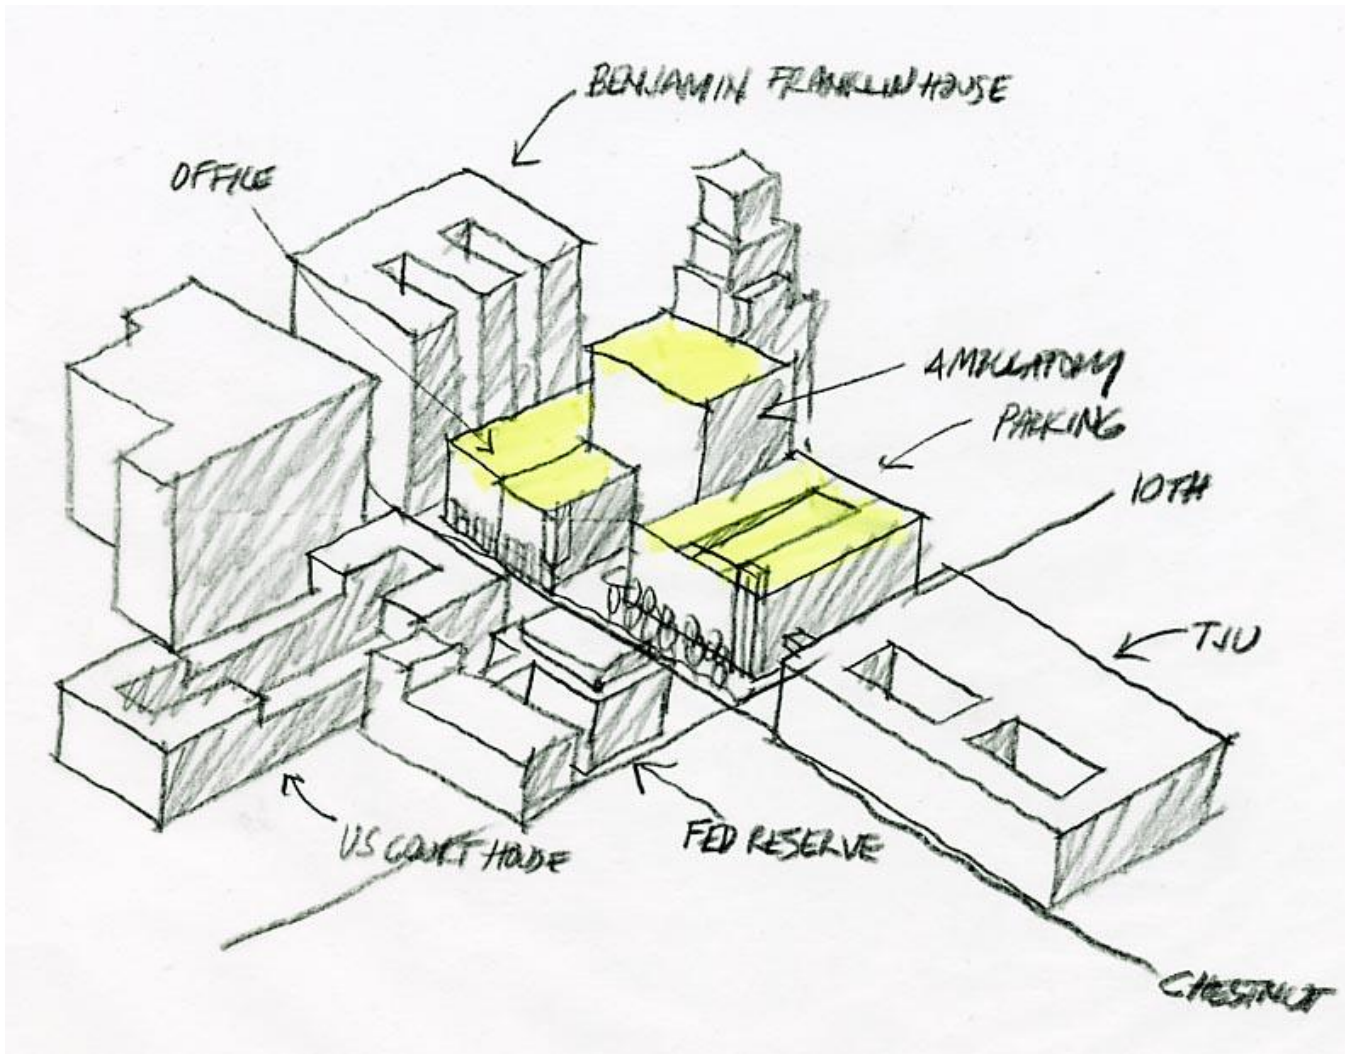 BENJAMIN FRANKLIN HOUSE
OFFICE
AMBULATORY
PARKING
10TH
TJU
US COURT HOUSE
FED RESERVE
CHESTNUT